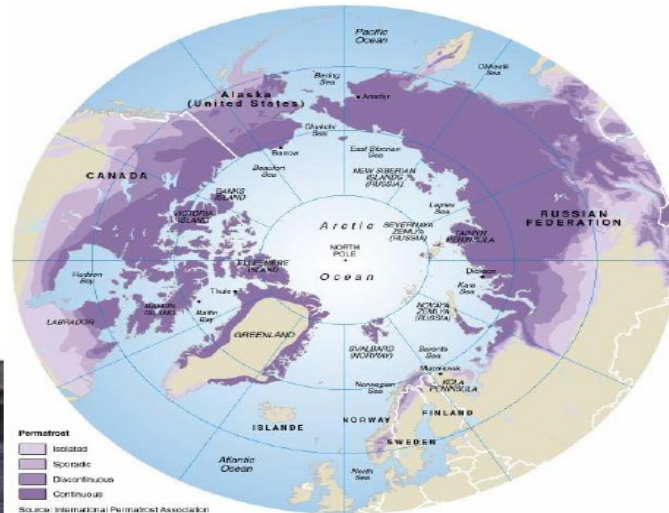 Pacific
Ocean
Okhotsk
Sea
Bering
Sea
Alaska
(United States)
Anadyr
Chukchi
Sea
Barrow
East Siberian
Sea
Beaufort
Sea
CANADA
BANKS
ISLAND
NEW SIBERIAN
ISLANDS
(RUSSIA)
Laptev
Sea
VICTORIA
ISLAND
Arctic
SEVERNAYA
ZEMLYA
(RUSSIA)
TAIMYR
PENINSULA
RUSSIAN
FEDERATION
NORTH
POLE
ELLESMERE
ISLAND
Ocean
Dickson
Kara
Sea
Hudson
Bay
Thule
BAFFIN
ISLAND
Baffin
Bay
NOVAYA
ZEMLYA
(RUSSIA)
LABRADOR
GREENLAND
SVALBARD
(NORWAY)
Barents
Sea
Murmansk
KOLA
PENINSULA
Norwegian
Sea
ISLANDE
NORWAY
FINLAND
SWEDEN
Atlantic
Ocean
North
Sea
Permafrost
Isolated
Sporadic
Discontinuous
Continuous
Source: International Permafrost Association